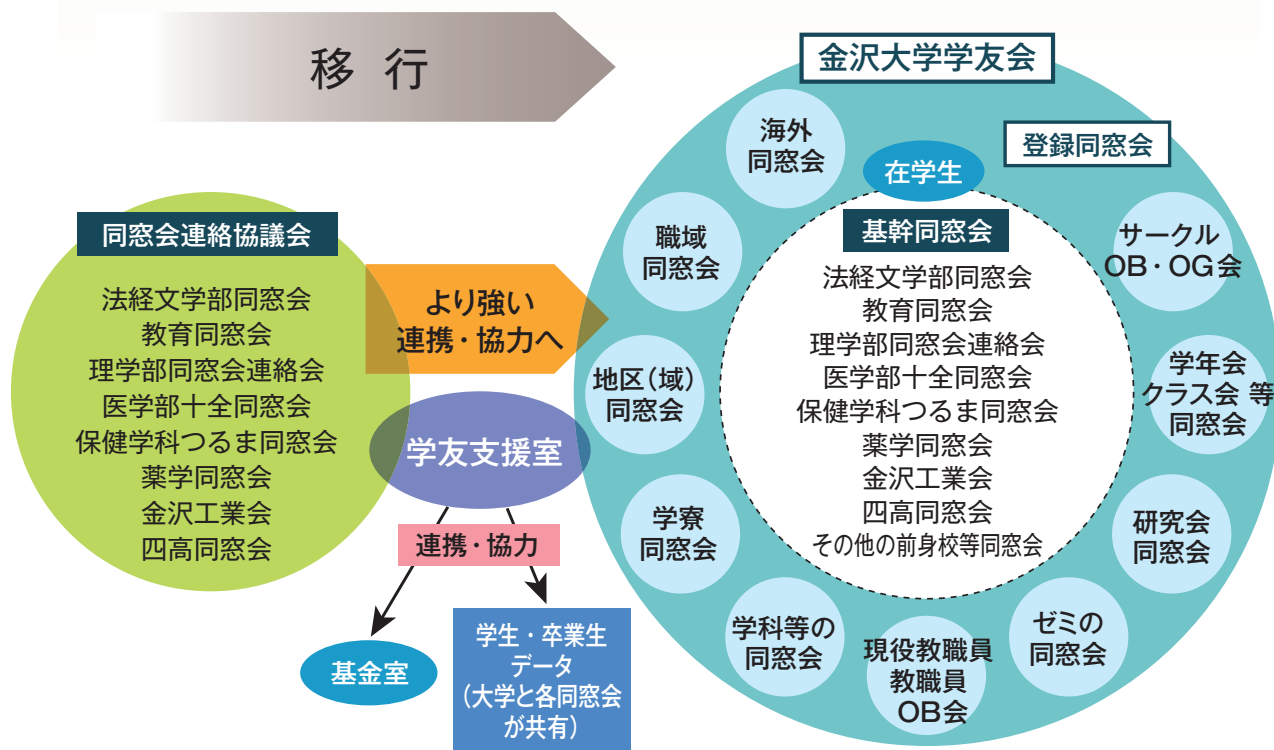 移 行
同窓会連絡協議会
法経文学部同窓会
教育同窓会
理学部同窓会連絡会
医学部十全同窓会
保健学科つるま同窓会
薬学同窓会
金沢工業会
四高同窓会
より強い
連携・協力へ
学友支援室
連携・協力
基金室
学生・卒業生
データ
(大学と各同窓会
が共有)
金沢大学学友会
登録同窓会
在学生
基幹同窓会
法経文学部同窓会
教育同窓会
理学部同窓会連絡会
医学部十全同窓会
保健学科つるま同窓会
薬学同窓会
金沢工業会
四高同窓会
その他の前身校等同窓会
海外
同窓会
職域
同窓会
地区(域)
同窓会
学寮
同窓会
学科等の
同窓会
現役教職員
教職員
OB会
ゼミの
同窓会
研究会
同窓会
学年会
クラス会 等
同窓会
サークル
OB・OG会